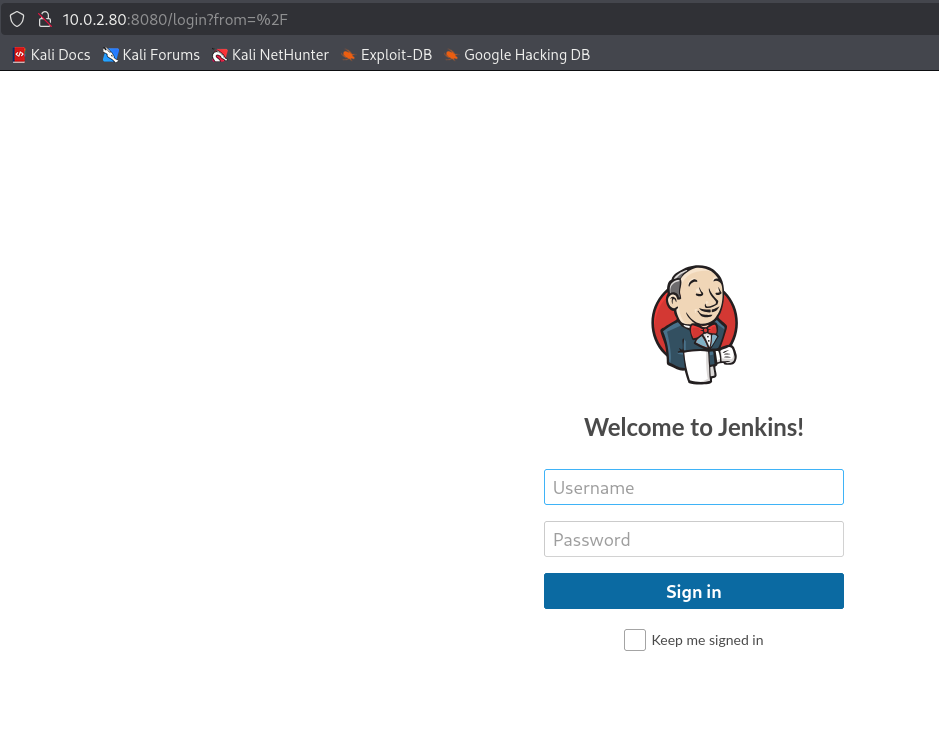 10.0.2.80:8080/login?from=%2F
Kali Docs Kali Forums Kali NetHunter Exploit-DB Google Hacking DB
Welcome to Jenkins!
Username
Password
Sign in
Keep me signed in